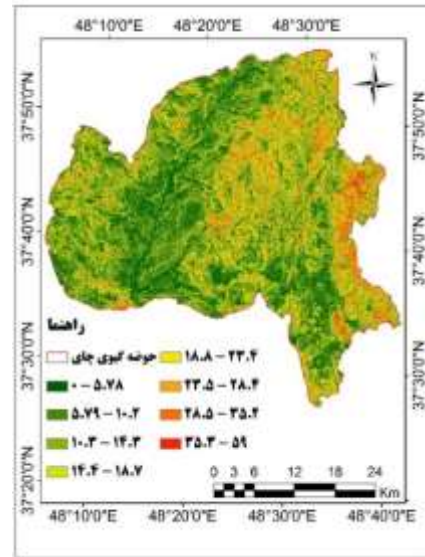 48°10'0"E 48°20'0"E 48°30'0"E
37°50'0"N 37°50'0"N
37°40'0"N 37°40'0"N
37°30'0"N 37°30'0"N
37°20'0"N
راهنما
حوضه گیوی چای
۰ – ۵.۷۸
۵.۷۹ – ۱۰.۲
۱۰.۳ – ۱۴.۳
۱۴.۴ – ۱۸.۷
۱۸.۸ – ۲۳.۴
۲۳.۵ – ۲۸.۴
۲۸.۵ – ۳۵.۲
۳۵.۳ – ۵۹
0 3 6 12 18 24
Km
48°10'0"E 48°20'0"E 48°30'0"E 48°40'0"E